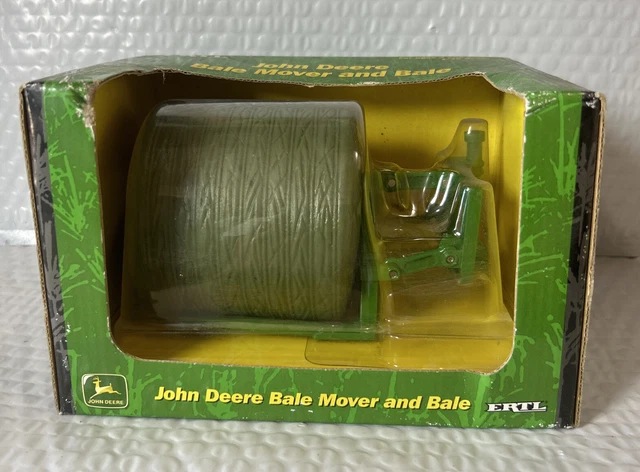 John Deere
Bale Mover and Bale
JOHN DEERE
John Deere Bale Mover and Bale
ERTL